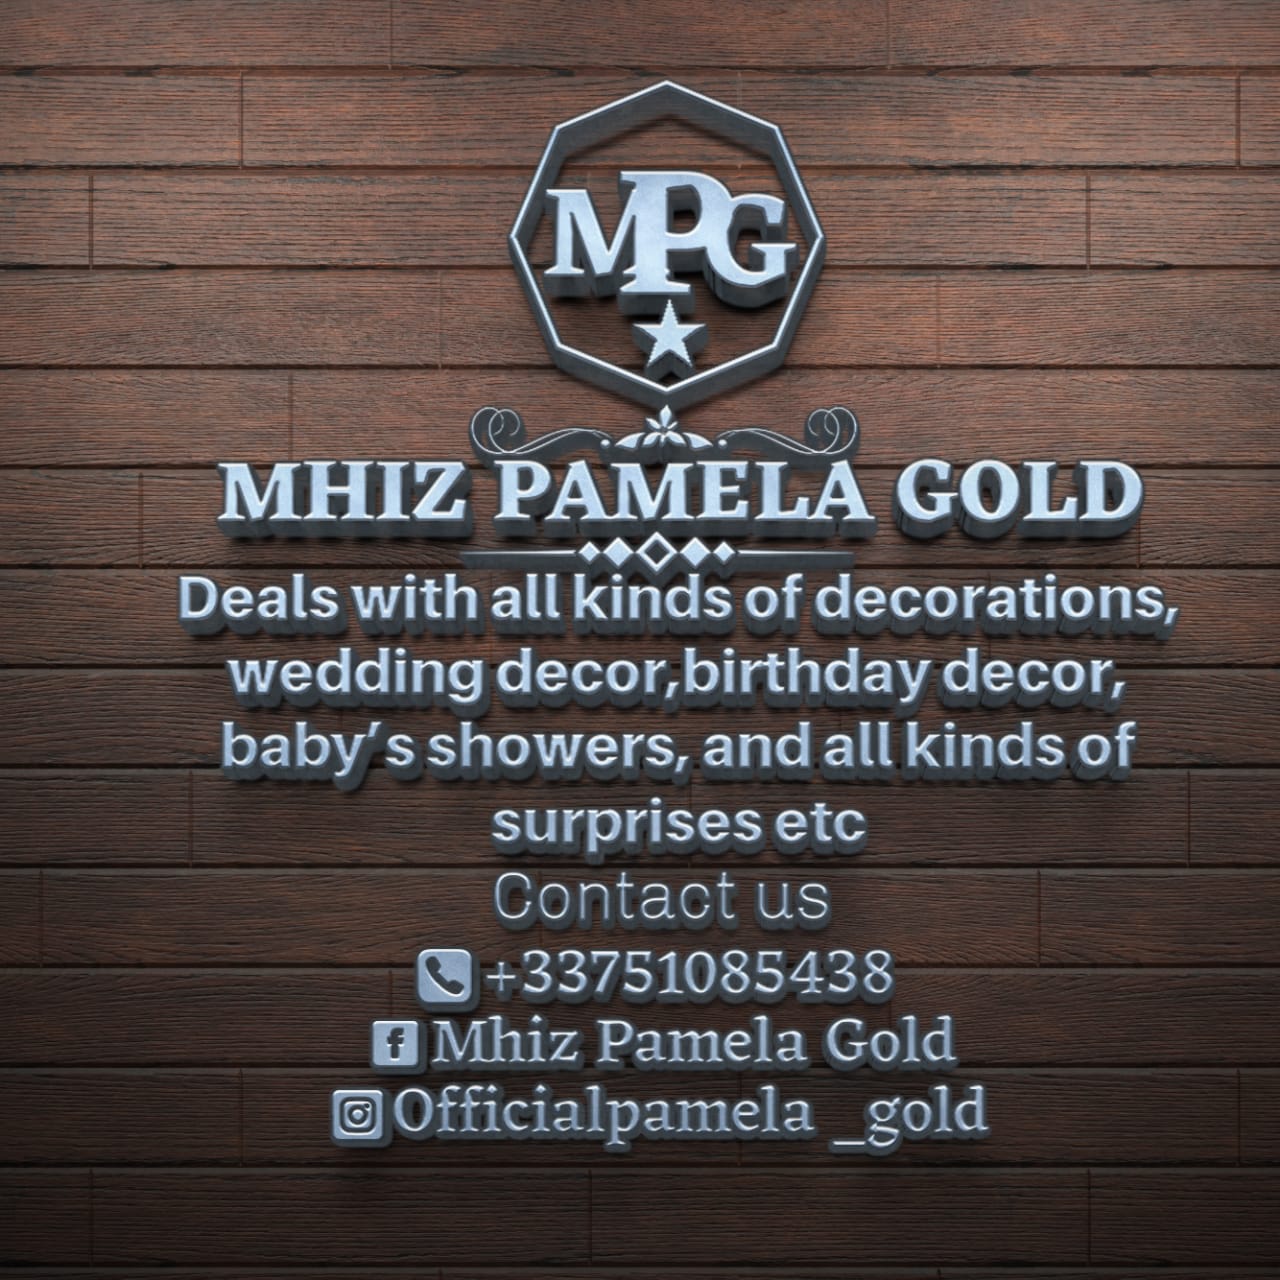 MPG
MHIZ PAMELA GOLD
Deals with all kinds of decorations,
wedding decor,birthday decor,
baby's showers, and all kinds of
surprises etc
Contact us
+33751085438
Mhiz Pamela Gold
Officialpamela _gold